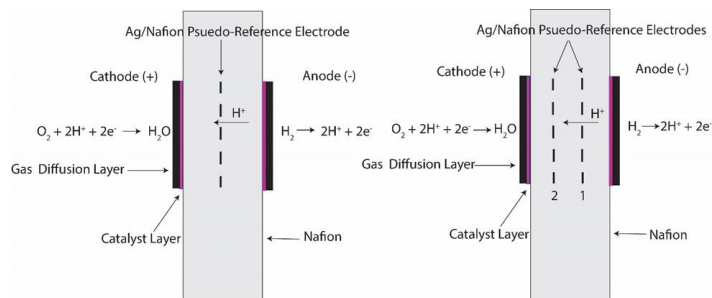 Ag/Nafion Psuedo-Reference Electrode
Cathode (+)
Anode (-)
H⁺
O₂ + 2H⁺ + 2e⁻ → H₂O
H₂ → 2H⁺ + 2e⁻
Gas Diffusion Layer
Catalyst Layer
Nafion
Ag/Nafion Psuedo-Reference Electrodes
Cathode (+)
Anode (-)
H⁺
O₂ + 2H⁺ + 2e⁻ → H₂O
H₂ → 2H⁺ + 2e⁻
Gas Diffusion Layer
2 1
Catalyst Layer
Nafion